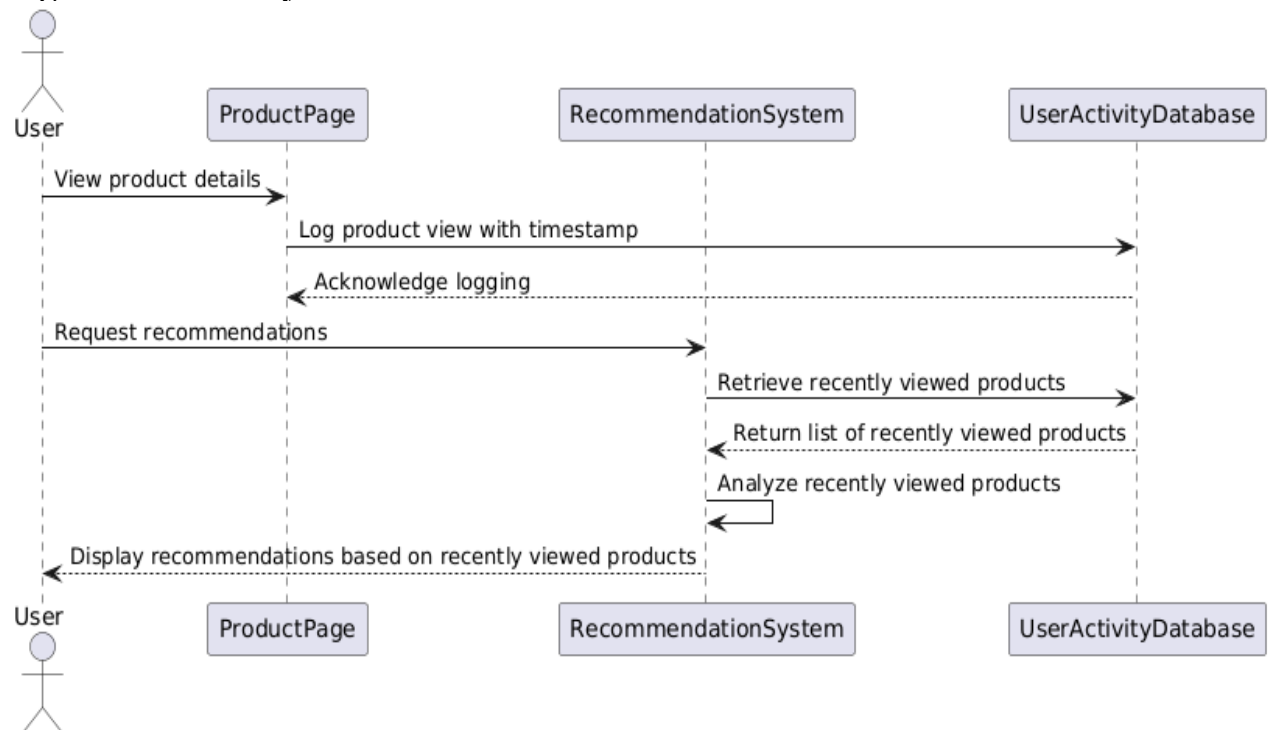 User
ProductPage
RecommendationSystem
UserActivityDatabase
View product details
Log product view with timestamp
Acknowledge logging
Request recommendations
Retrieve recently viewed products
Return list of recently viewed products
Analyze recently viewed products
Display recommendations based on recently viewed products
User
ProductPage
RecommendationSystem
UserActivityDatabase